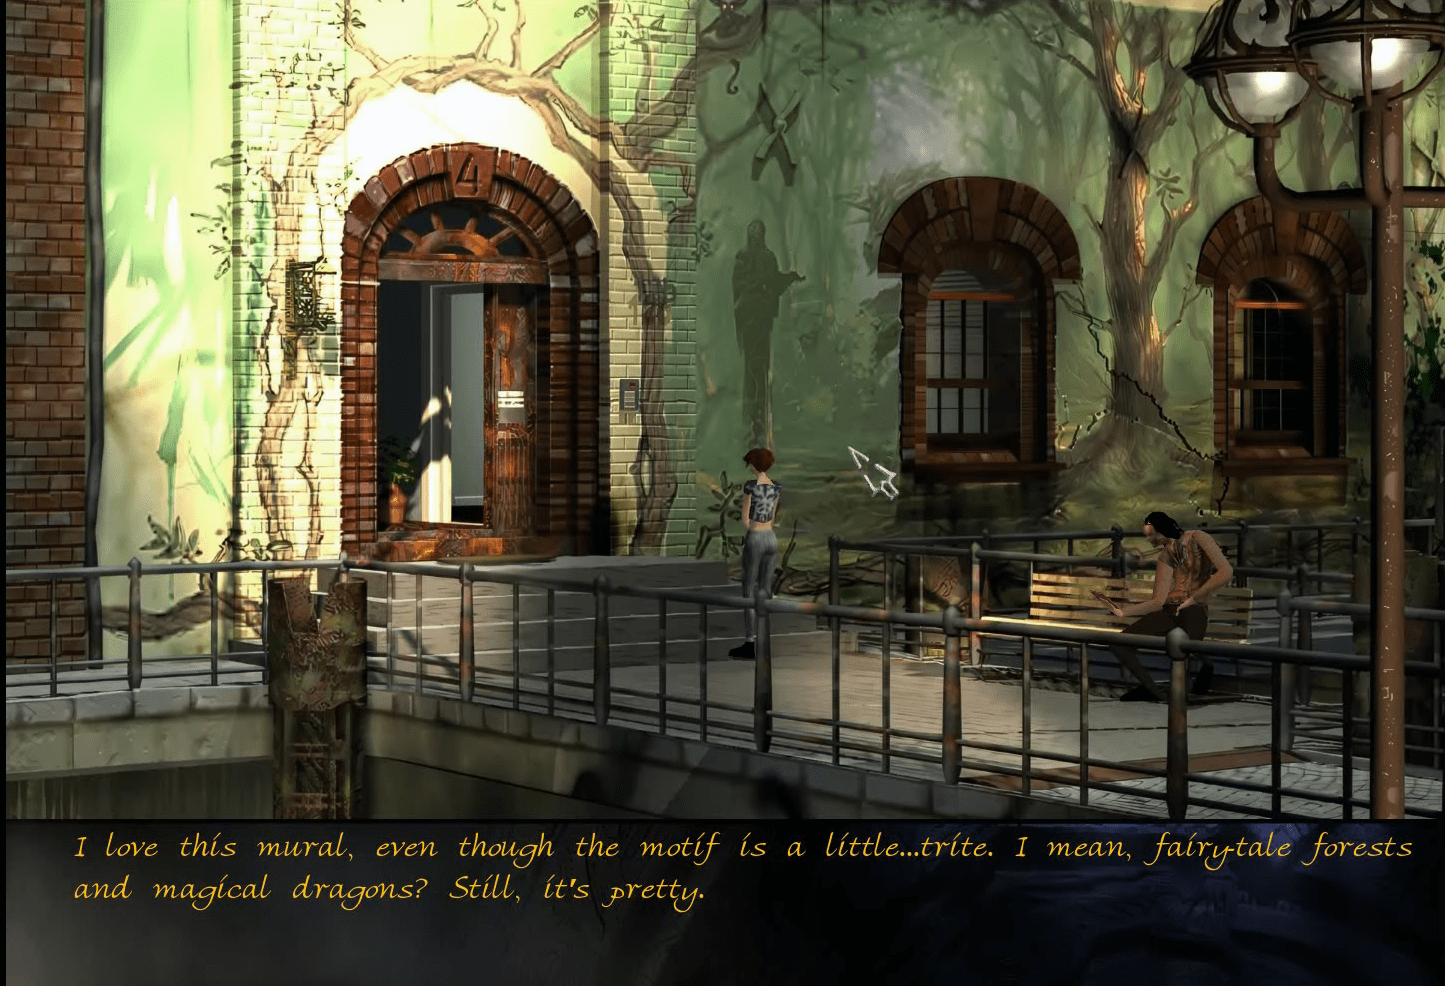 4
I love this mural, even though the motif is a little...trite. I mean, fairy-tale forests
and magical dragons? Still, it's pretty.